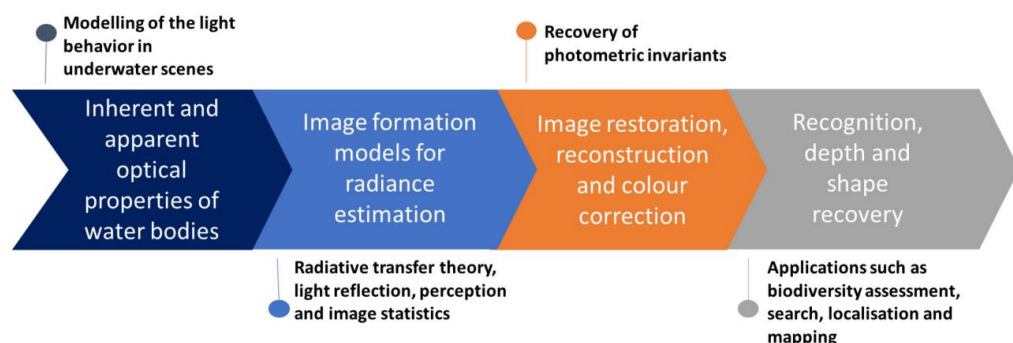 Modelling of the light
behavior in
underwater scenes
Recovery of
photometric invariants
Inherent and
apparent
optical
properties of
water bodies
Image formation
models for
radiance
estimation
Image restoration,
reconstruction
and colour
correction
Recognition,
depth and
shape
recovery
Radiative transfer theory,
light reflection, perception
and image statistics
Applications such as
biodiversity assessment,
search, localisation and
mapping